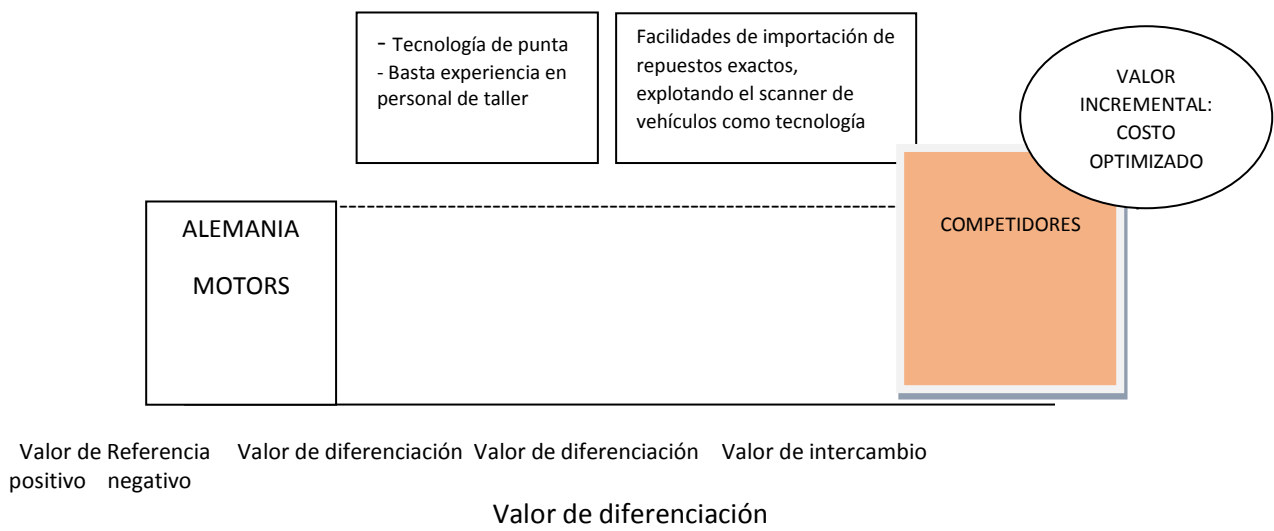 - Tecnología de punta
- Basta experiencia en
personal de taller
Facilidades de importación de
repuestos exactos,
explotando el scanner de
vehículos como tecnología
VALOR
INCREMENTAL:
COSTO
OPTIMIZADO
ALEMANIA
MOTORS
COMPETIDORES
Valor de Referencia Valor de diferenciación Valor de diferenciación Valor de intercambio
positivo negativo
Valor de diferenciación